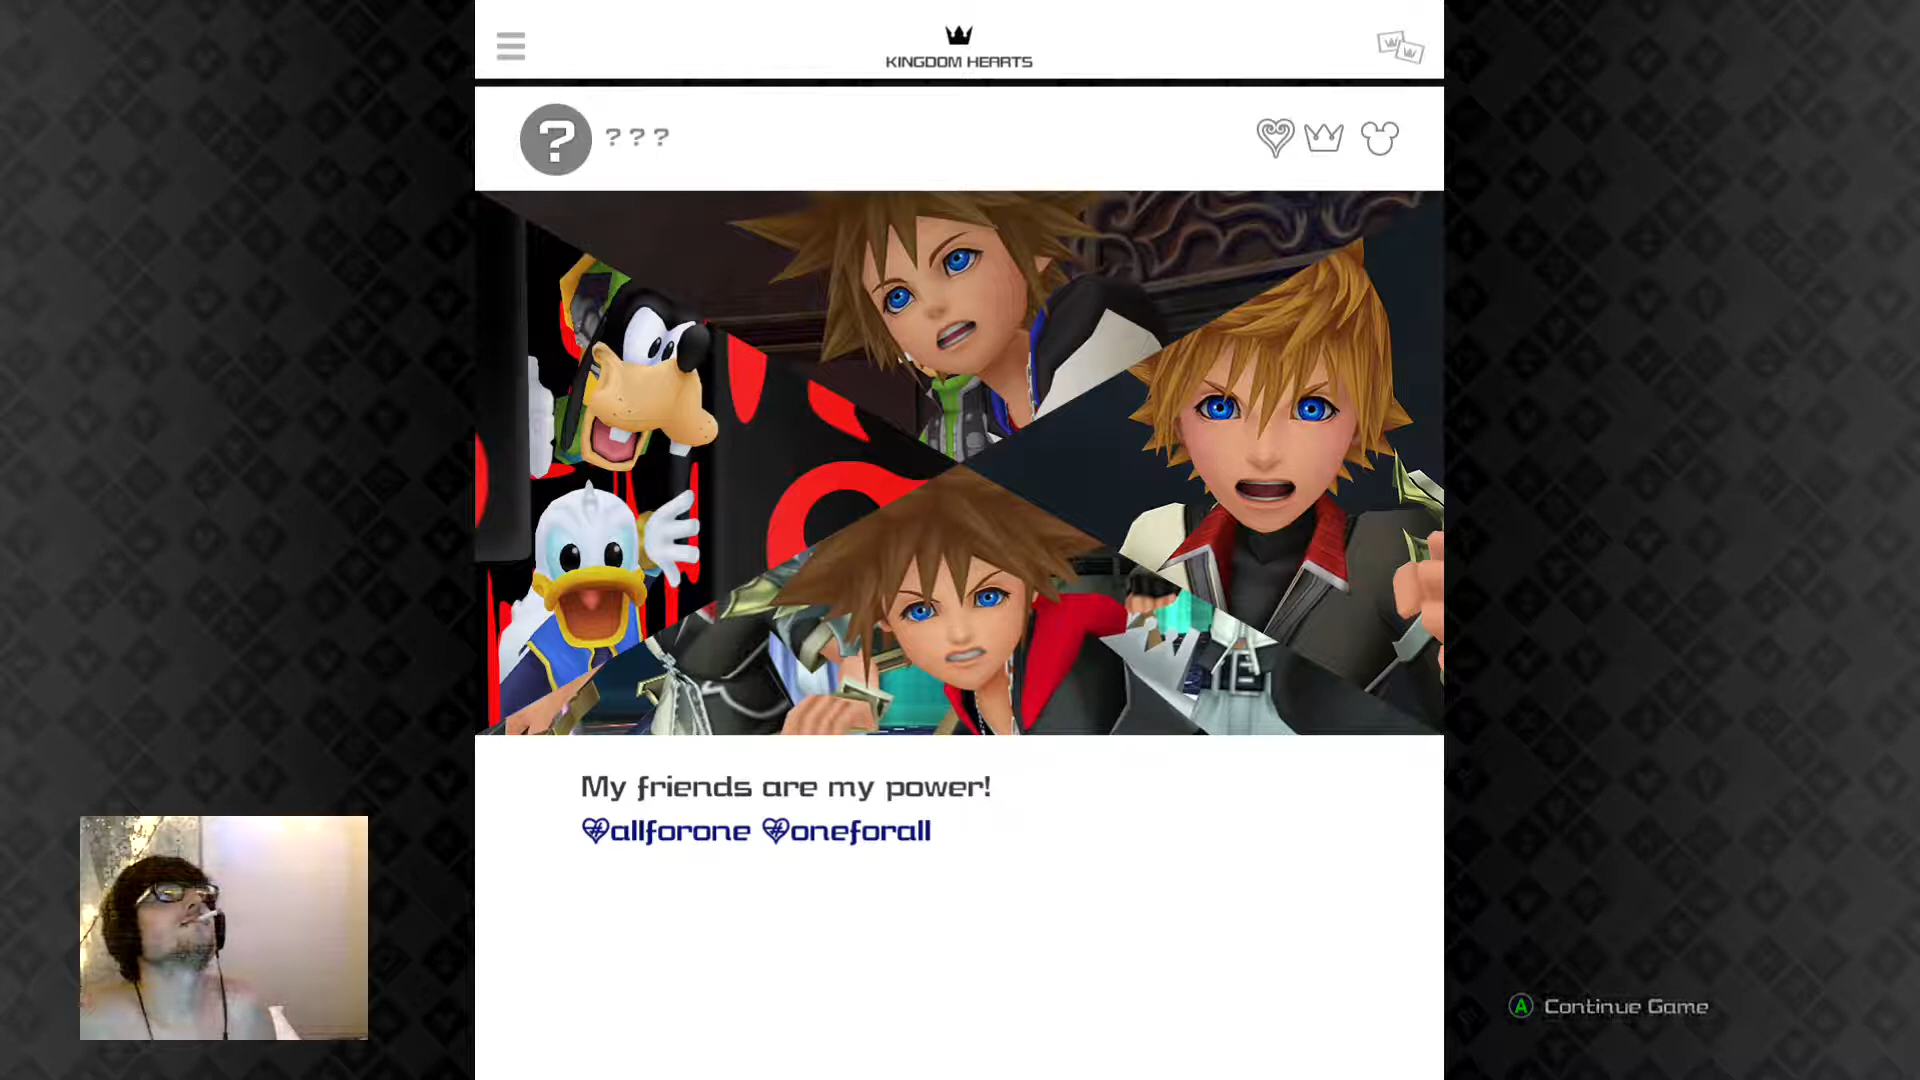 KINGDOM HEARTS
? ? ? ?
My friends are my power!
#allforone #oneforall
A Continue Game